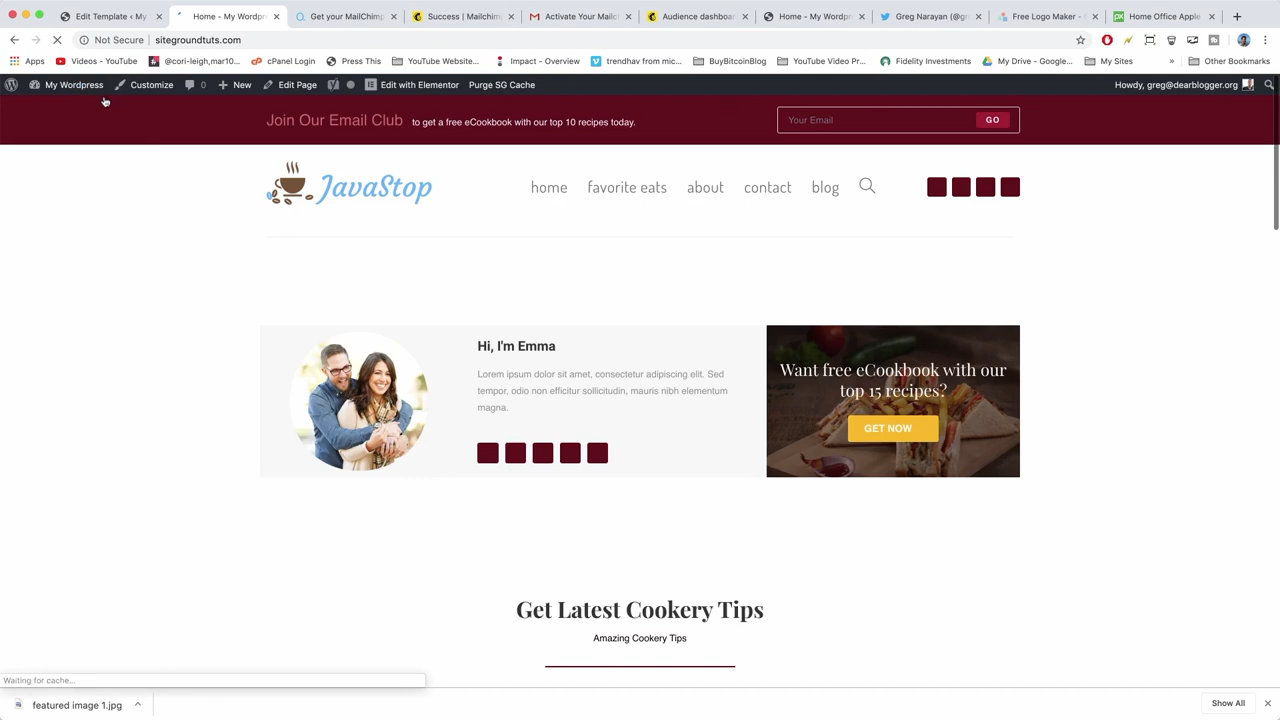 Edit Template ‹ My
Home - My Wordpr
Get your MailChimp
Success | Mailchimp
Activate Your Mailc
Audience dashboar
Home - My Wordpr
Greg Narayan (@gr
Free Logo Maker -
Home Office Apple
Not Secure | sitegroundtuts.com
Apps
Videos - YouTube
@cori-leigh,mar10...
cPanel Login
Press This
YouTube Website...
Impact - Overview
trendhav from mic...
BuyBitcoinBlog
YouTube Video Pr...
Fidelity Investments
My Drive - Google...
My Sites
»
Other Bookmarks
My Wordpress
Customize
0
New
Edit Page
Edit with Elementor
Purge SG Cache
Howdy, greg@dearblogger.org
Join Our Email Club to get a free eCookbook with our top 10 recipes today.
Your Email
GO
JavaStop
home
favorite eats
about
contact
blog
Hi, I'm Emma
Lorem ipsum dolor sit amet, consectetur adipiscing elit. Sed
tempor, odio non efficitur sollicitudin, mauris nibh elementum
magna.
Want free eCookbook with our
top 15 recipes?
GET NOW
Get Latest Cookery Tips
Amazing Cookery Tips
Waiting for cache...
featured image 1.jpg
Show All